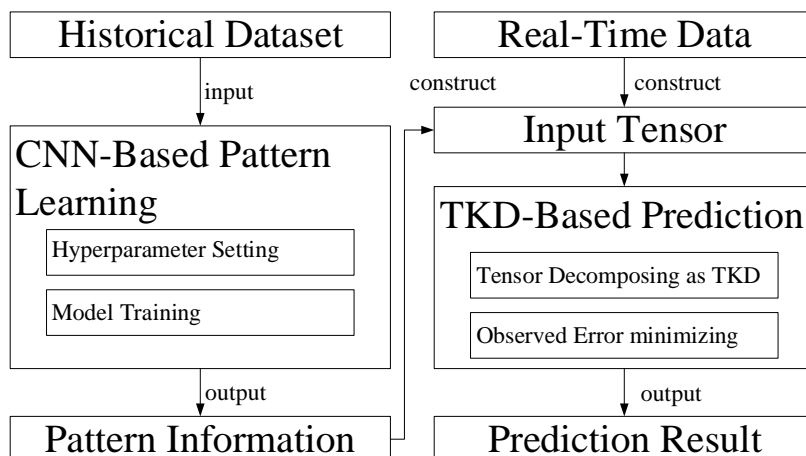 Historical Dataset
input
CNN-Based Pattern
Learning
Hyperparameter Setting
Model Training
output
Pattern Information
Real-Time Data
construct
construct
Input Tensor
TKD-Based Prediction
Tensor Decomposing as TKD
Observed Error minimizing
output
Prediction Result